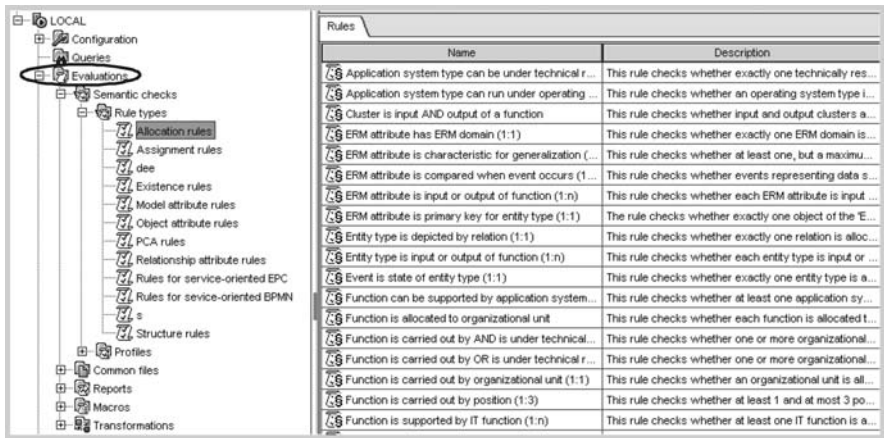 LOCAL
Configuration
Queries
Evaluations
Semantic checks
Rule types
Allocation rules
Assignment rules
dee
Existence rules
Model attribute rules
Object attribute rules
PCA rules
Relationship attribute rules
Rules for service-oriented EPC
Rules for sevice-oriented BPMN
s
Structure rules
Profiles
Common files
Reports
Macros
Transformations
Rules
Name Description
Application system type can be under technical r... This rule checks whether exactly one technically res...
Application system type can run under operating ... This rule checks whether an operating system type i...
Cluster is input AND output of a function This rule checks whether input and output clusters a...
ERM attribute has ERM domain (1:1) This rule checks whether exactly one ERM domain is...
ERM attribute is characteristic for generalization (... This rule checks whether at least one, but a maximu...
ERM attribute is compared when event occurs (1... This rule checks whether events representing data s...
ERM attribute is input or output of function (1:n) This rule checks whether each ERM attribute is input ...
ERM attribute is primary key for entity type (1:1) The rule checks whether exactly one object of the 'E...
Entity type is depicted by relation (1:1) This rule checks whether exactly one relation is alloc...
Entity type is input or output of function (1:n) This rule checks whether each entity type is input or ...
Event is state of entity type (1:1) This rule checks whether exactly one entity type is a...
Function can be supported by application system... This rule checks whether at least one application sy...
Function is allocated to organizational unit This rule checks whether each function is allocated t...
Function is carried out by AND is under technical... This rule checks whether one or more organizational...
Function is carried out by OR is under technical r... This rule checks whether one or more organizational...
Function is carried out by organizational unit (1:1) This rule checks whether an organizational unit is all...
Function is carried out by position (1:3) This rule checks whether at least 1 and at most 3 po...
Function is supported by IT function (1:n) This rule checks whether at least one IT function is a...